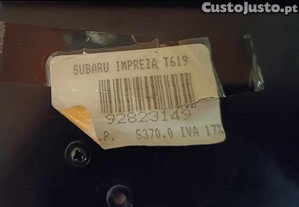 CustoJusto.pt
SUBARU IMPREZA T619
92823149
.P. 5370.0 IVA 17%